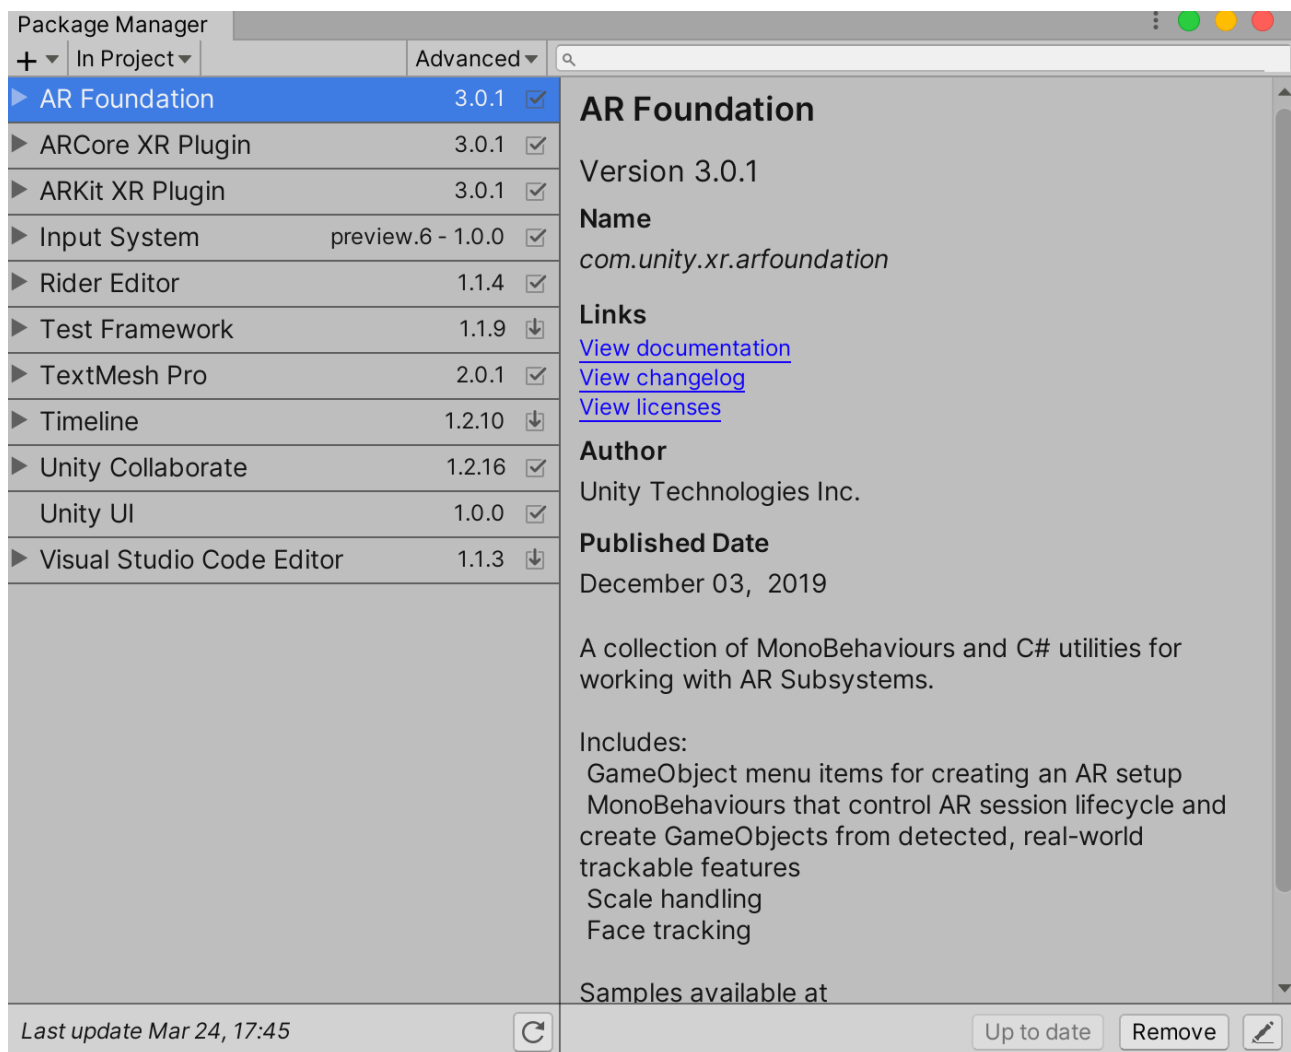 Package Manager
+ In Project Advanced
AR Foundation 3.0.1
ARCore XR Plugin 3.0.1
ARKit XR Plugin 3.0.1
Input System preview.6 - 1.0.0
Rider Editor 1.1.4
Test Framework 1.1.9
TextMesh Pro 2.0.1
Timeline 1.2.10
Unity Collaborate 1.2.16
Unity UI 1.0.0
Visual Studio Code Editor 1.1.3
Last update Mar 24, 17:45
AR Foundation
Version 3.0.1
Name
com.unity.xr.arfoundation
Links
View documentation
View changelog
View licenses
Author
Unity Technologies Inc.
Published Date
December 03, 2019
A collection of MonoBehaviours and C# utilities for
working with AR Subsystems.
Includes:
GameObject menu items for creating an AR setup
MonoBehaviours that control AR session lifecycle and
create GameObjects from detected, real-world
trackable features
Scale handling
Face tracking
Samples available at
Up to date Remove